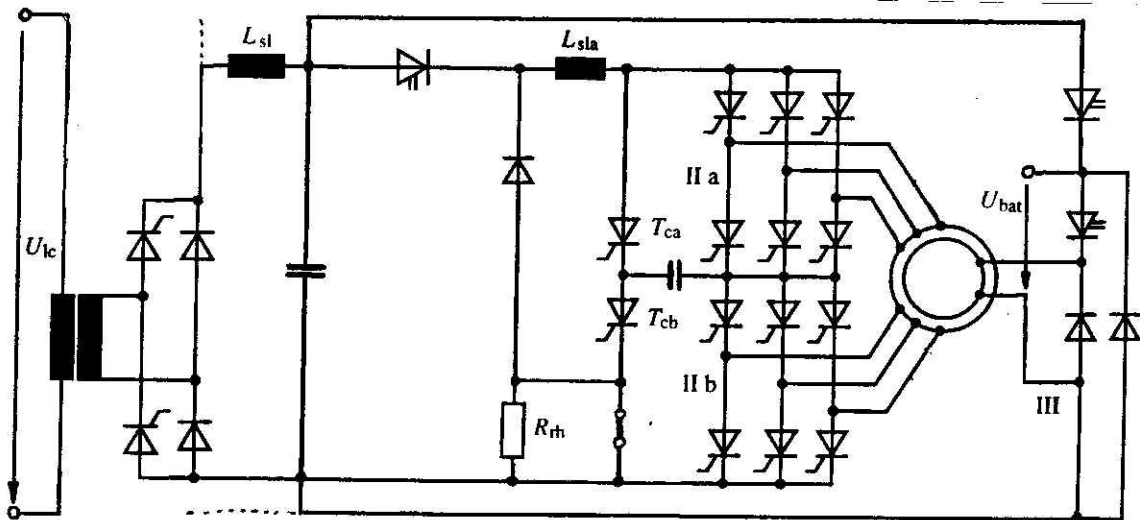 L_sl
L_sla
II a
T_ca
U_bat
U_lc
T_cb
II b
III
R_rh